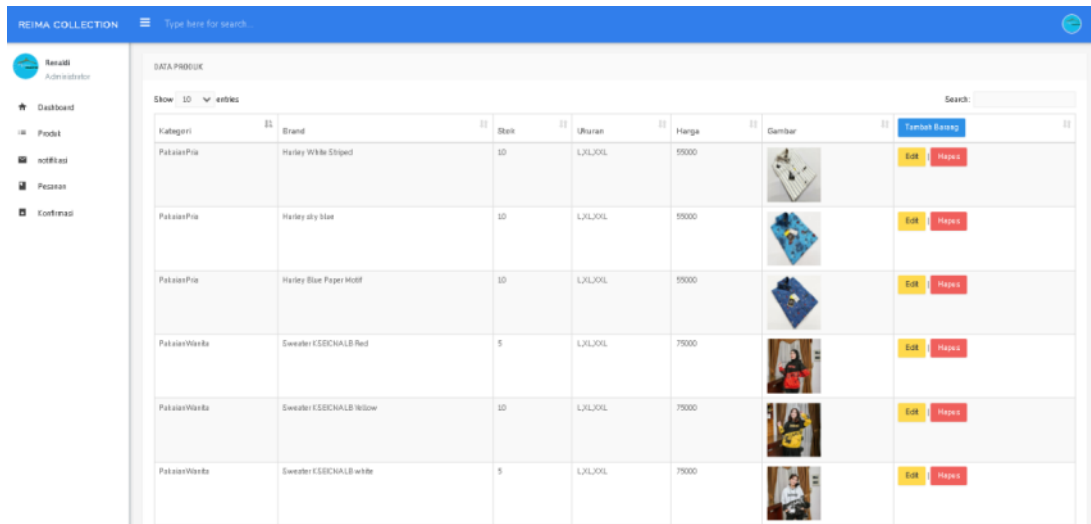 REIMA COLLECTION
Type here for search...
Renaldi
Administrator
Dashboard
Produk
notifikasi
Pesanan
Konfirmasi
DATA PRODUK
Show 10 entries
Search:
Kategori Brand Stok Ukuran Harga Gambar Tambah Barang
PakaianPria Harley White Striped 10 L,XL,XXL 55000 Edit | Hapus
PakaianPria Harley sky blue 10 L,XL,XXL 55000 Edit | Hapus
PakaianPria Harley Blue Paper Motif 10 L,XL,XXL 55000 Edit | Hapus
PakaianWanita Sweater KSEICHALB Red 5 L,XL,XXL 75000 Edit | Hapus
PakaianWanita Sweater KSEICHALB Yellow 10 L,XL,XXL 75000 Edit | Hapus
PakaianWanita Sweater KSEICHALB white 5 L,XL,XXL 75000 Edit | Hapus